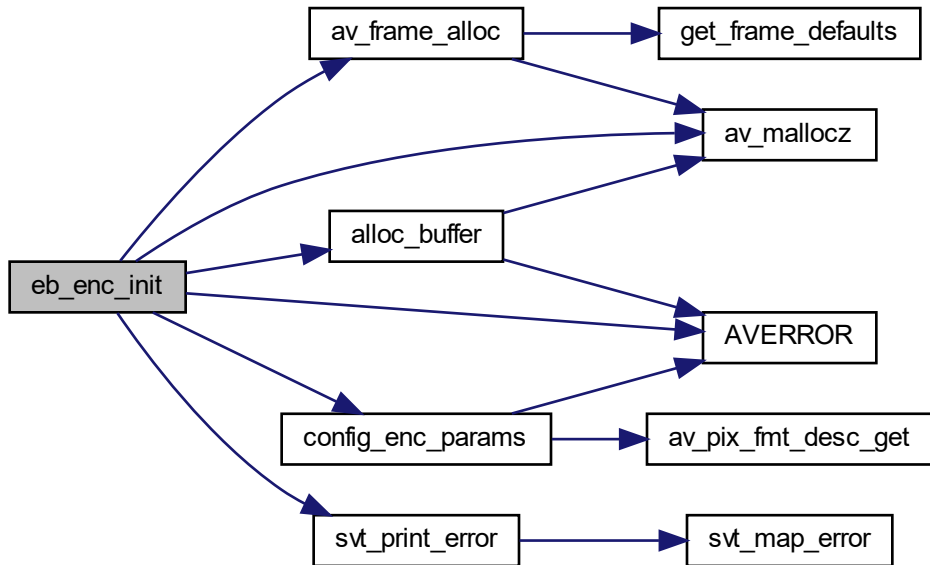 av_frame_alloc
get_frame_defaults
av_mallocz
alloc_buffer
eb_enc_init
AVERROR
config_enc_params
av_pix_fmt_desc_get
svt_print_error
svt_map_error